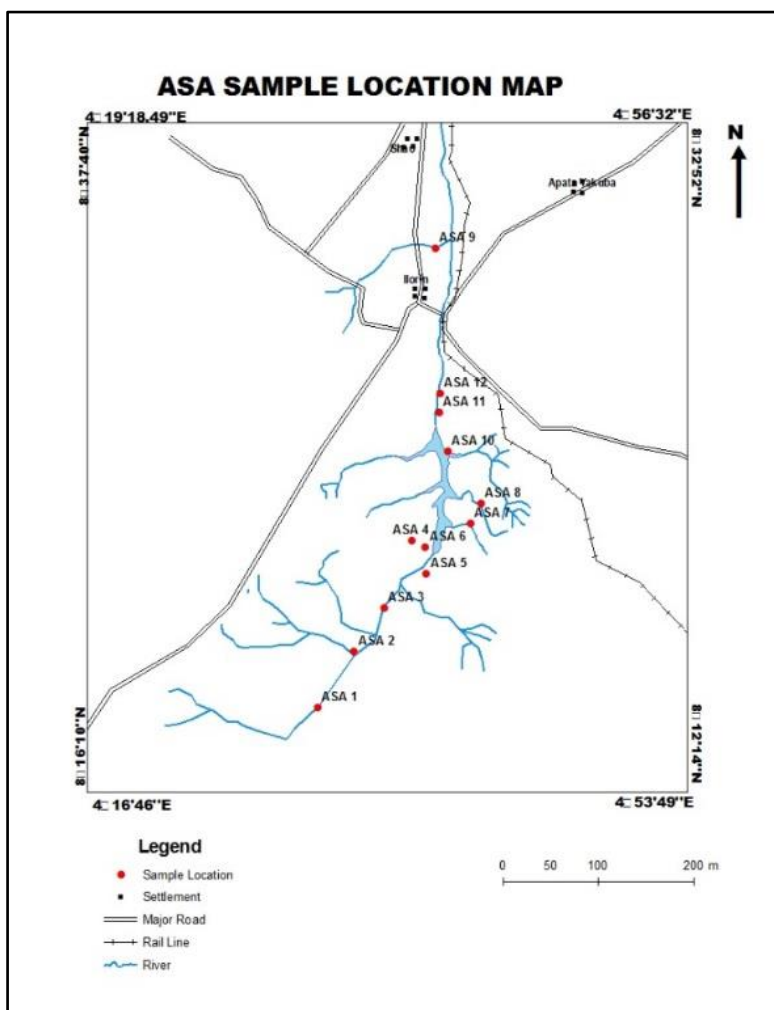 ASA SAMPLE LOCATION MAP
4□ 19'18.49"E
4□ 56'32"E
8□ 37'40"N
8□ 32'52"N
N
Apata Yakuba
ASA 9
Ilorin
ASA 12
ASA 11
ASA 10
ASA 8
ASA 7
ASA 4
ASA 6
ASA 5
ASA 3
ASA 2
ASA 1
8□ 16'10"N
8□ 12'14"N
4□ 16'46"E
4□ 53'49"E
Legend
Sample Location
Settlement
Major Road
Rail Line
River
0 50 100 200 m